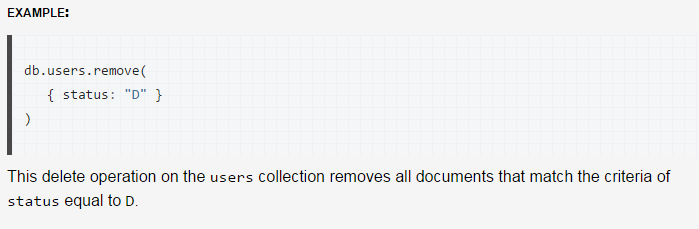 EXAMPLE:
db.users.remove(
{ status: "D" }
)
This delete operation on the users collection removes all documents that match the criteria of
status equal to D.